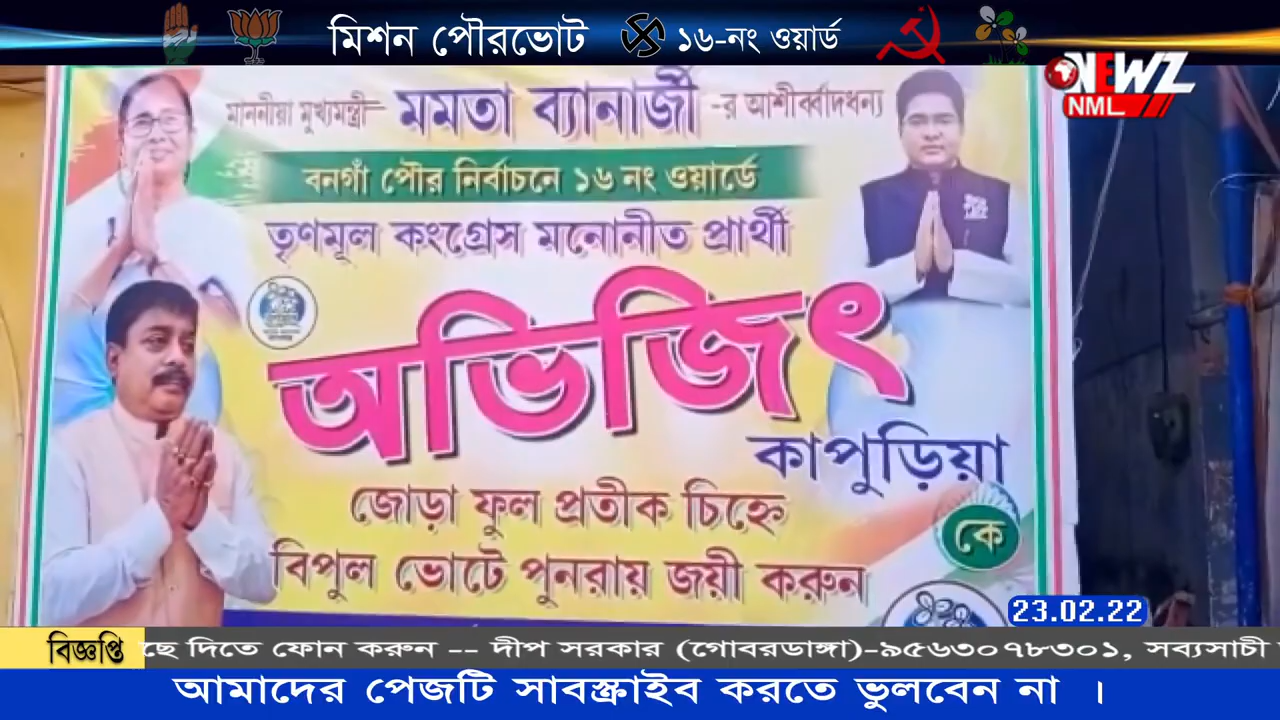 মিশন পৌরভোট ১৬-নং ওয়ার্ড
NEWZ
NML
মাননীয়া মুখ্যমন্ত্রী মমতা ব্যানার্জী -র আশীর্ব্বাদধন্য
বনগাঁ পৌর নির্বাচনে ১৬ নং ওয়ার্ডে
তৃণমূল কংগ্রেস মনোনীত প্রার্থী
অভিজিৎ
কাপুড়িয়া
কে
জোড়া ফুল প্রতীক চিহ্নে
বিপুল ভোটে পুনরায় জয়ী করুন
23.02.22
বিজ্ঞপ্তি ছে দিতে ফোন করুন -- দীপ সরকার (গোবরডাঙ্গা)-৯৫৬৩০৭৮৩০১, সব্যসাচী
আমাদের পেজটি সাবস্ক্রাইব করতে ভুলবেন না ।